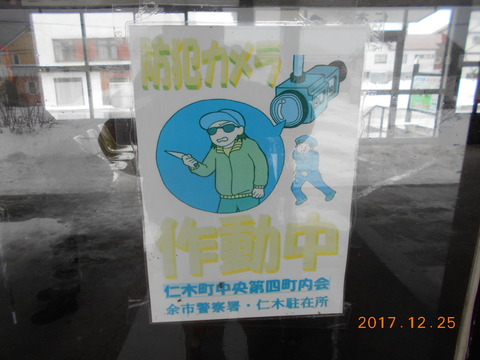 防犯カメラ
作動中
仁木町中央第四町内会
余市警察署・仁木駐在所
2017.12.25